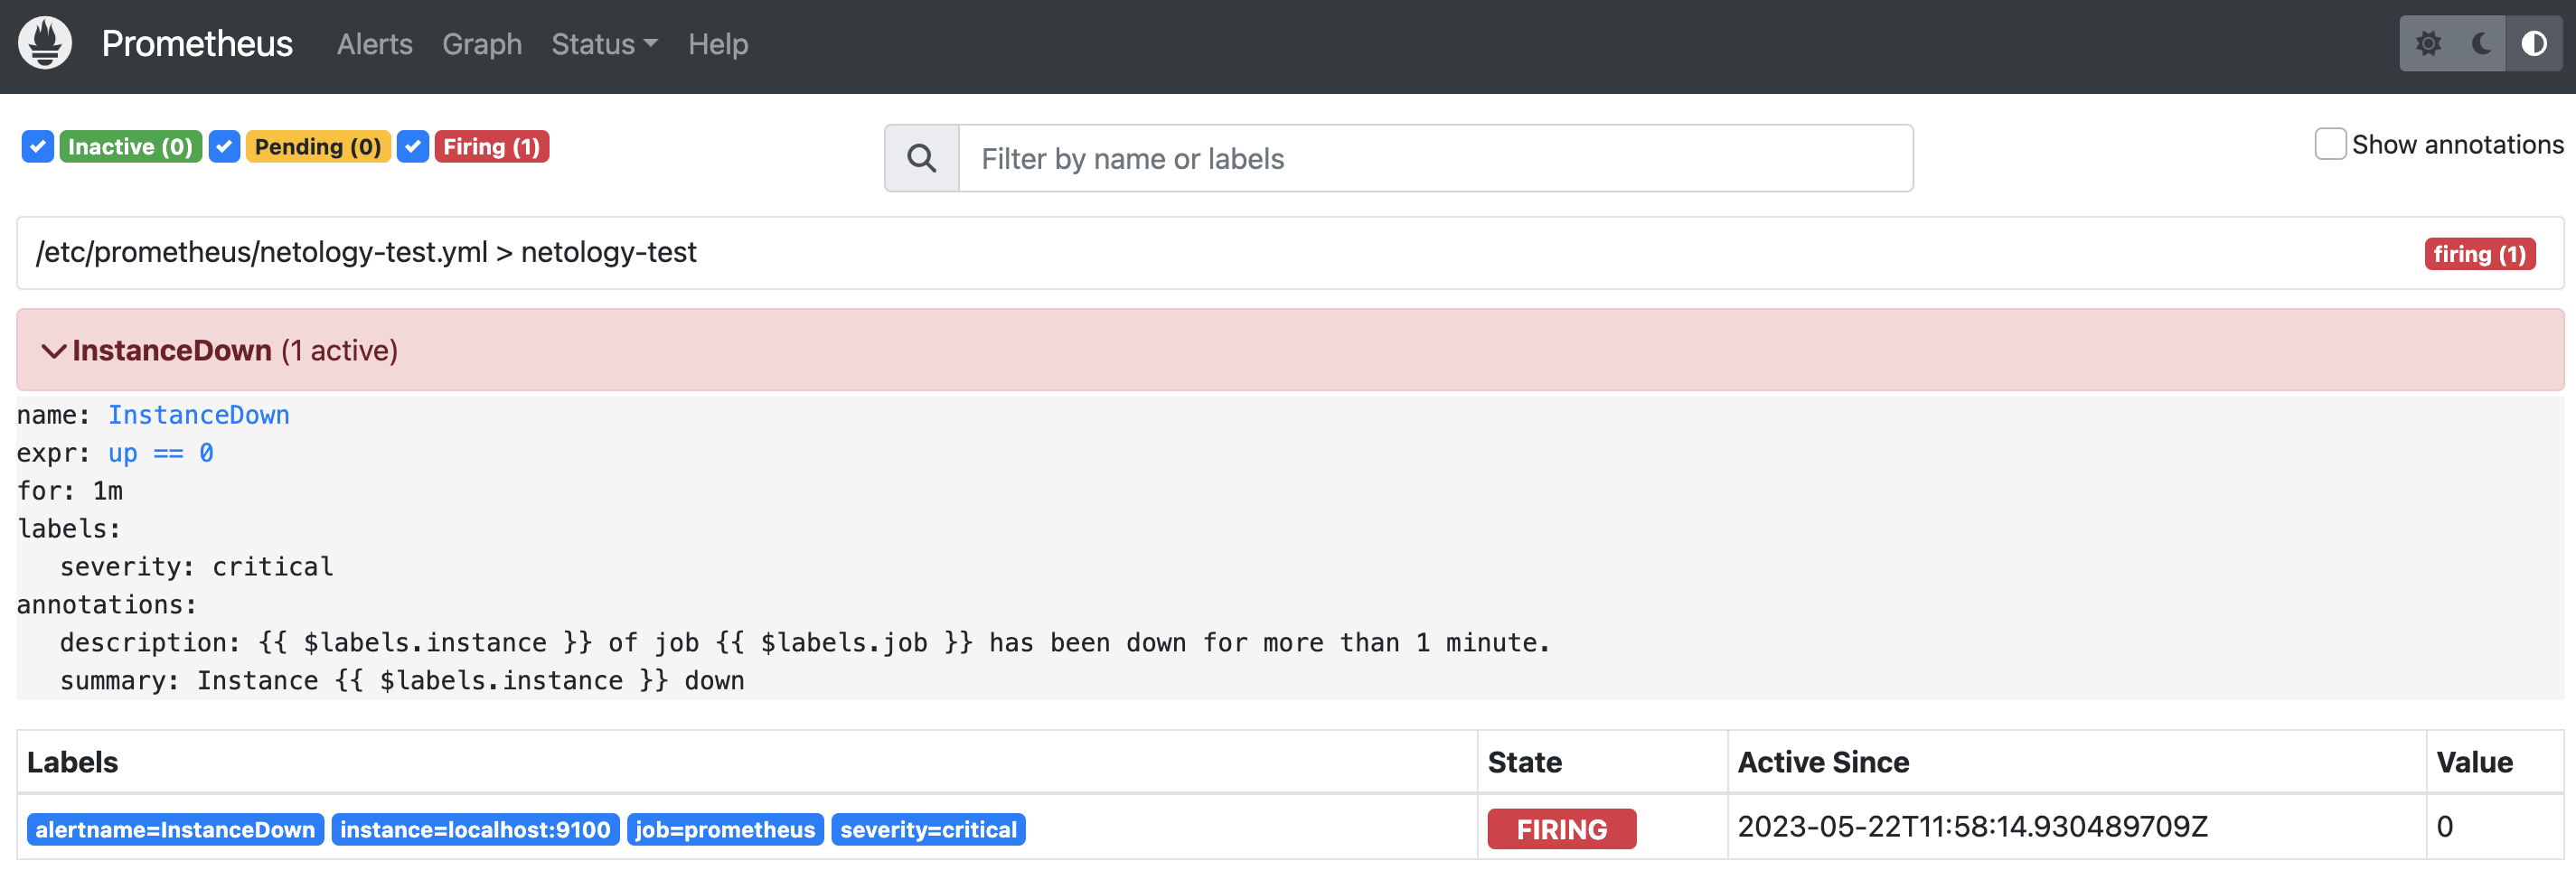 Prometheus Alerts Graph Status Help
Inactive (0) Pending (0) Firing (1) Filter by name or labels Show annotations
/etc/prometheus/netology-test.yml > netology-test firing (1)
InstanceDown (1 active)
name: InstanceDown
expr: up == 0
for: 1m
labels:
severity: critical
annotations:
description: {{ $labels.instance }} of job {{ $labels.job }} has been down for more than 1 minute.
summary: Instance {{ $labels.instance }} down
Labels State Active Since Value
alertname=InstanceDown instance=localhost:9100 job=prometheus severity=critical FIRING 2023-05-22T11:58:14.930489709Z 0